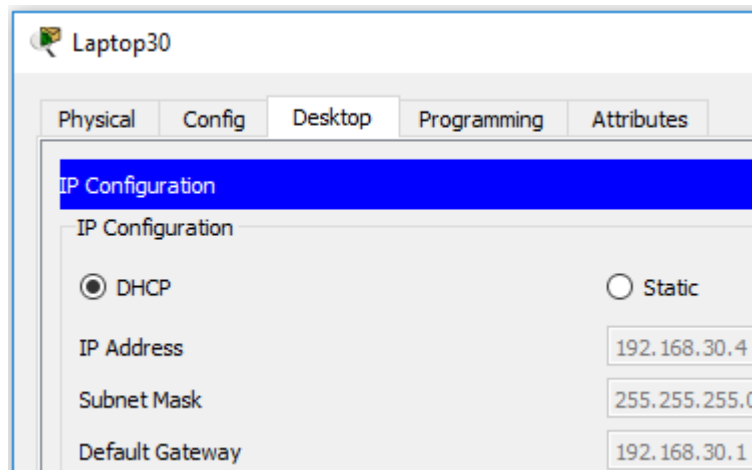 Laptop30
Physical Config Desktop Programming Attributes
IP Configuration
IP Configuration
DHCP Static
IP Address 192.168.30.4
Subnet Mask 255.255.255.0
Default Gateway 192.168.30.1